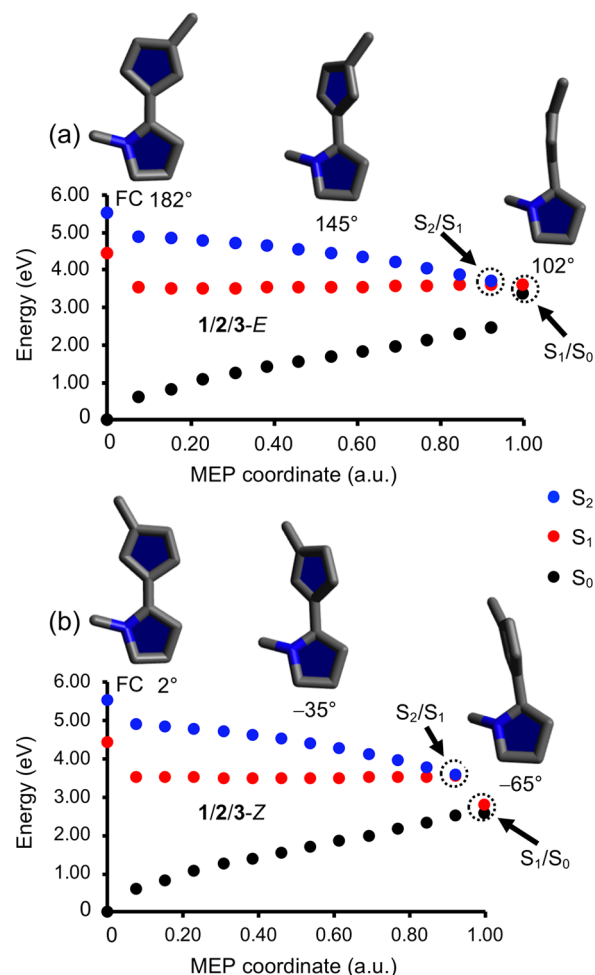 (a)
FC 182°
145°
102°
S2/S1
S1/S0
1/2/3-E
Energy (eV)
6.00
5.00
4.00
3.00
2.00
1.00
0
0 0.20 0.40 0.60 0.80 1.00
MEP coordinate (a.u.)
S2
S1
S0
(b)
FC 2°
−35°
−65°
S2/S1
S1/S0
1/2/3-Z
Energy (eV)
6.00
5.00
4.00
3.00
2.00
1.00
0
0 0.20 0.40 0.60 0.80 1.00
MEP coordinate (a.u.)